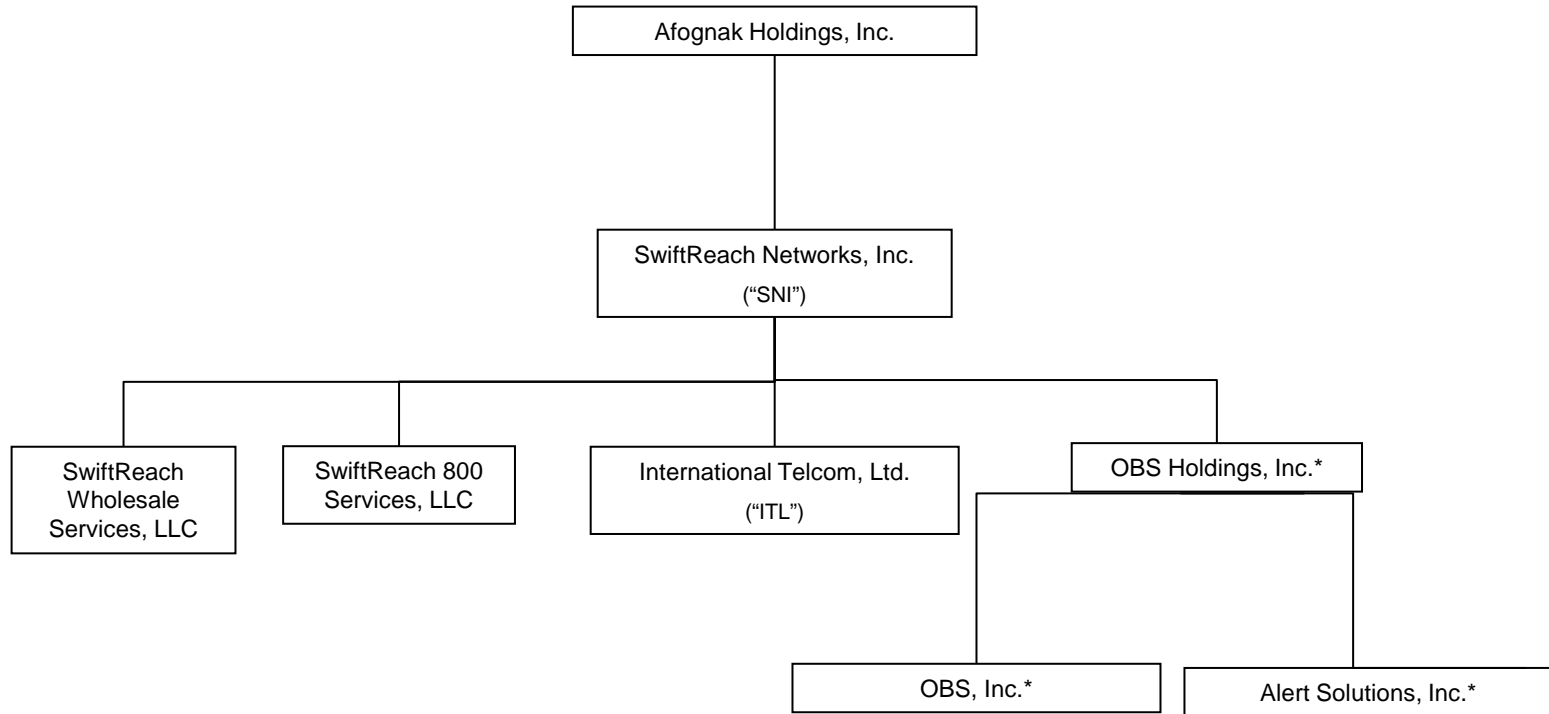 Afognak Holdings, Inc.
SwiftReach Networks, Inc.
(“SNI”)
SwiftReach
Wholesale
Services, LLC
SwiftReach 800
Services, LLC
International Telcom, Ltd.
(“ITL”)
OBS Holdings, Inc.*
OBS, Inc.*
Alert Solutions, Inc.*